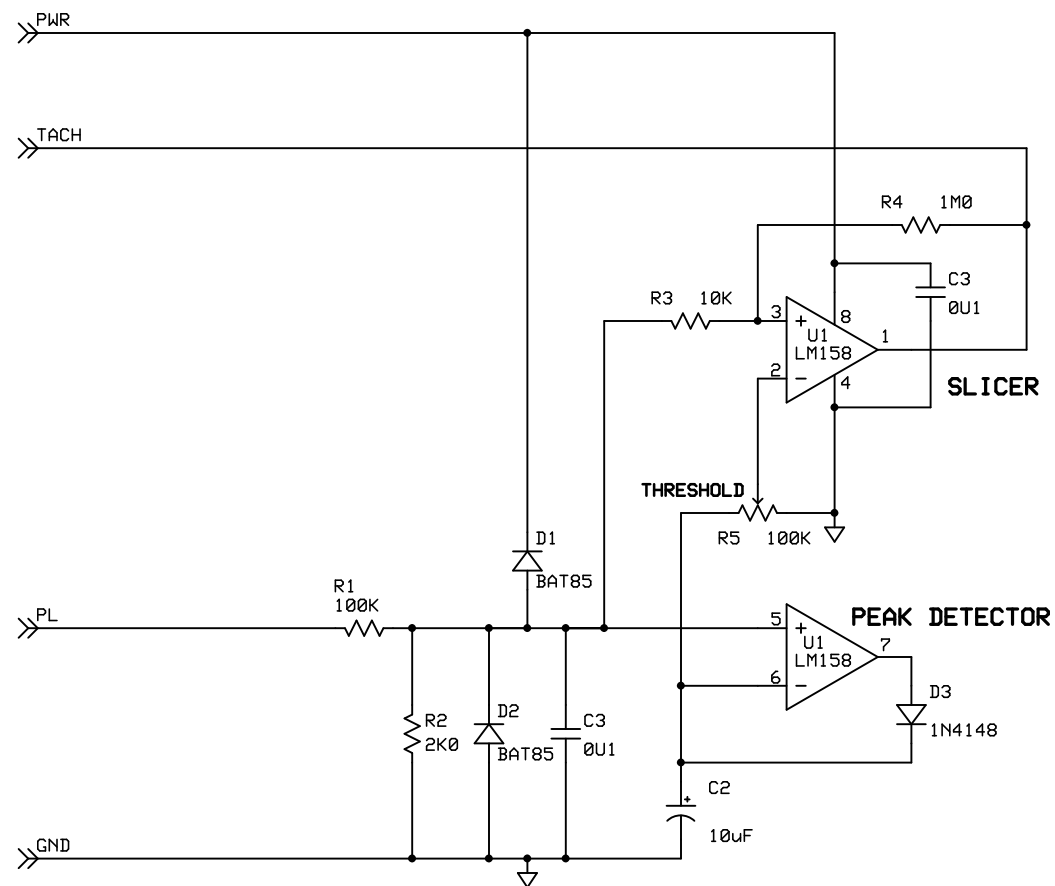 PWR
TACH
R4 1M0
C3
0U1
R3 10K
3
+
8
U1
LM158
1
2
−
4
SLICER
THRESHOLD
R5 100K
D1
BAT85
R1
100K
PL
5
+
U1
LM158
7
PEAK DETECTOR
6
−
D3
1N4148
R2
2K0
D2
BAT85
C3
0U1
C2
+
10uF
GND